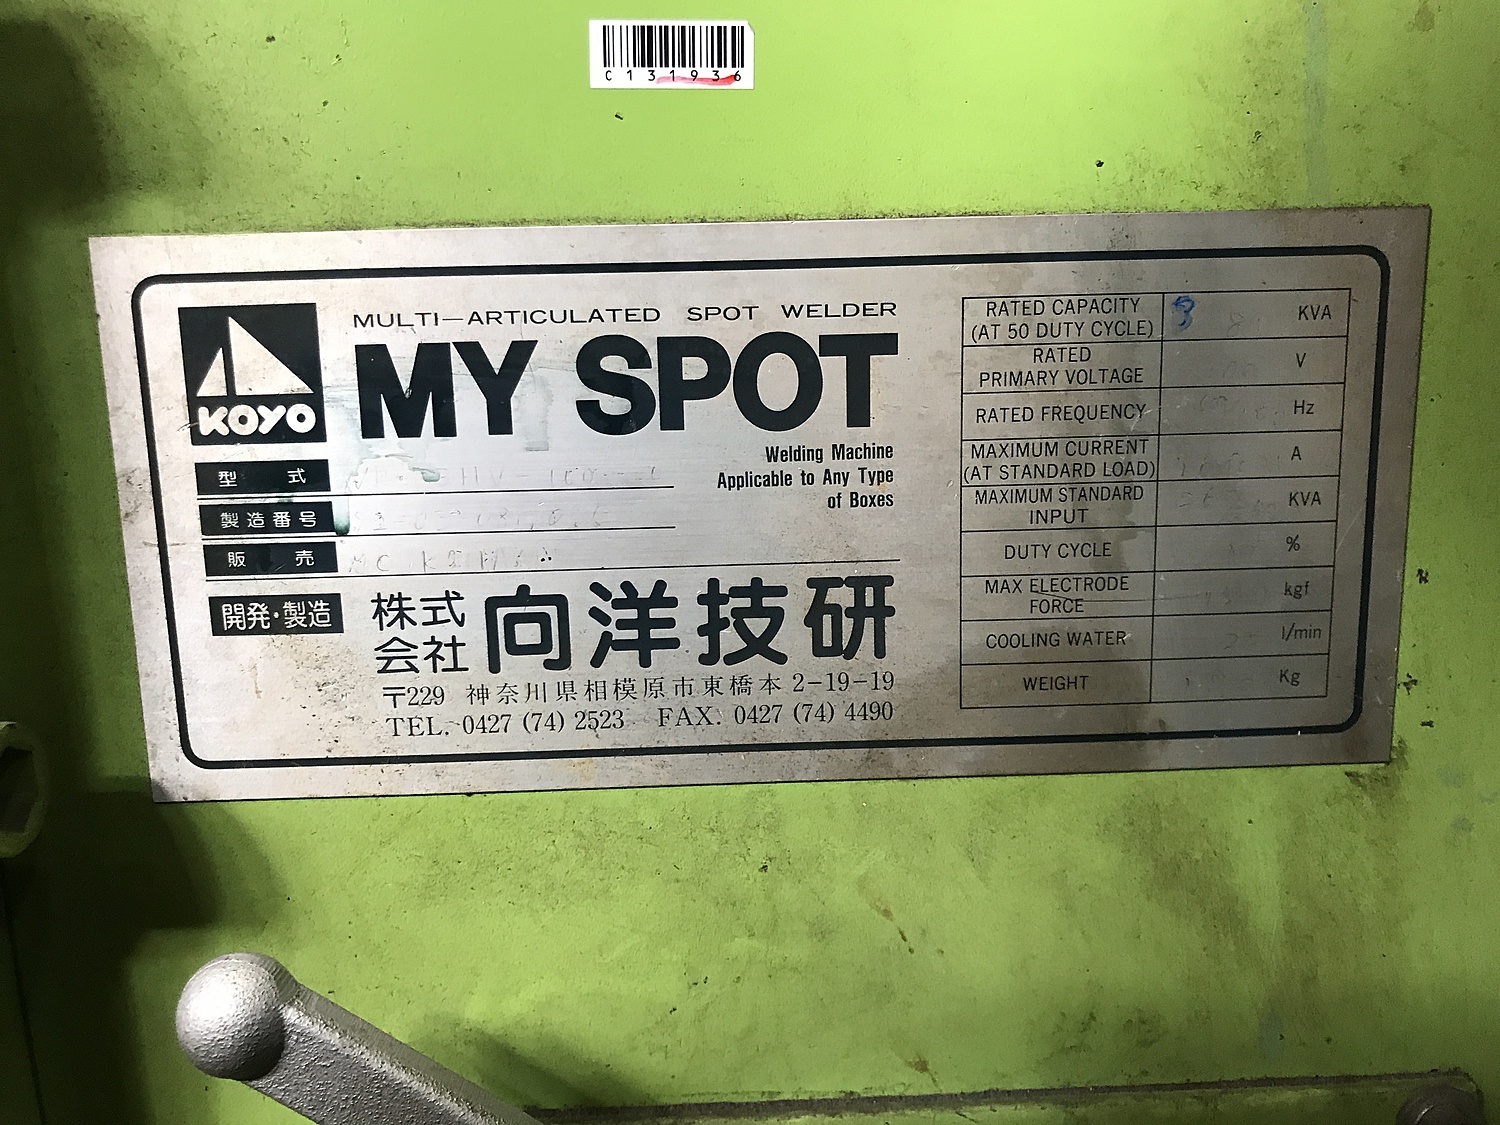 C131936
KOYO
MULTI-ARTICULATED SPOT WELDER
MY SPOT
Welding Machine
Applicable to Any Type
of Boxes
型式
製造番号
販売
開発・製造
株式会社 向洋技研
〒229 神奈川県相模原市東橋本 2-19-19
TEL. 0427 (74) 2523 FAX. 0427 (74) 4490
RATED CAPACITY
(AT 50 DUTY CYCLE) KVA
RATED
PRIMARY VOLTAGE V
RATED FREQUENCY Hz
MAXIMUM CURRENT
(AT STANDARD LOAD) A
MAXIMUM STANDARD
INPUT KVA
DUTY CYCLE %
MAX ELECTRODE
FORCE kgf
COOLING WATER l/min
WEIGHT Kg